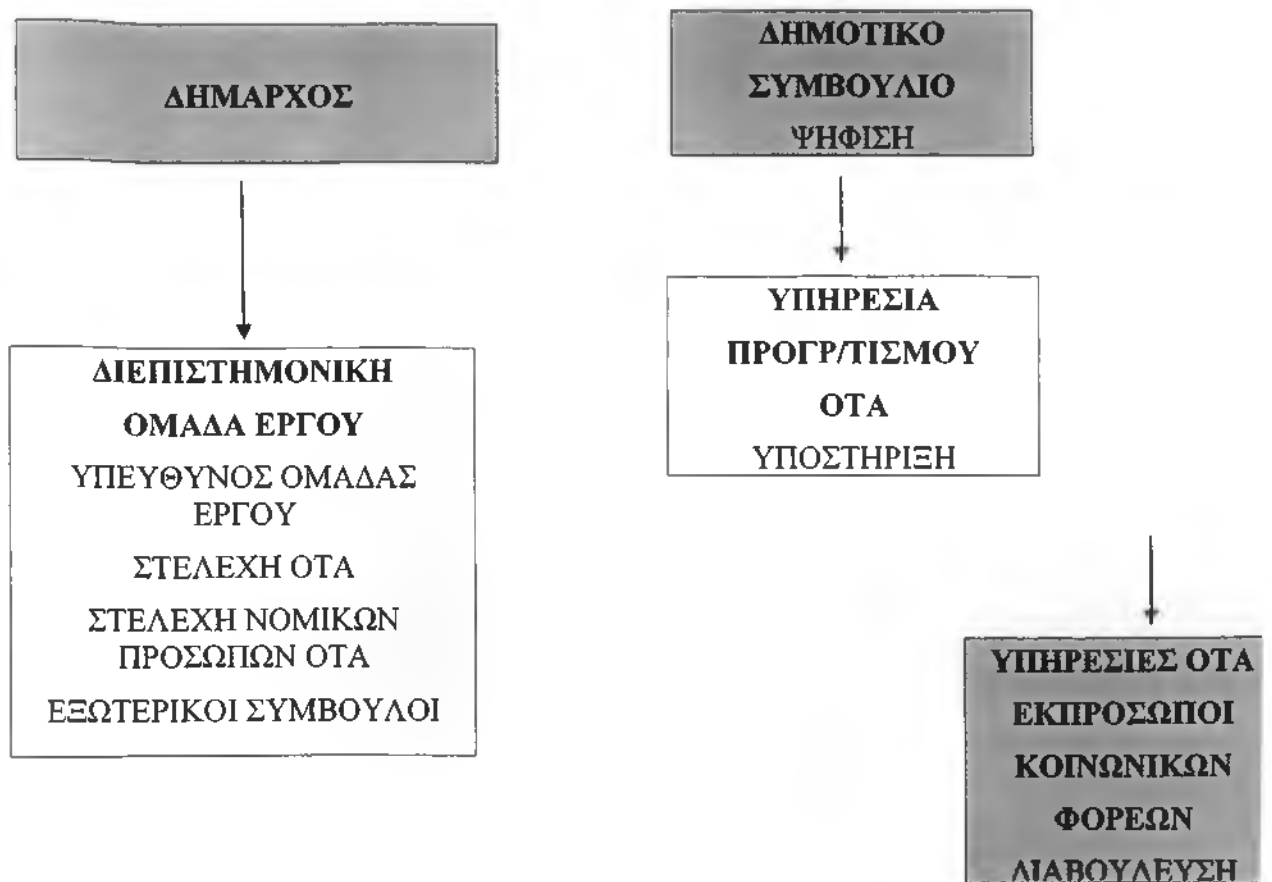 ΔΗΜΑΡΧΟΣ
ΔΗΜΟΤΙΚΟ
ΣΥΜΒΟΥΛΙΟ
ΨΗΦΙΣΗ
ΥΠΗΡΕΣΙΑ
ΠΡΟΓΡ/ΤΙΣΜΟΥ
ΟΤΑ
ΥΠΟΣΤΗΡΙΞΗ
ΔΙΕΠΙΣΤΗΜΟΝΙΚΗ
ΟΜΑΔΑ ΕΡΓΟΥ
ΥΠΕΥΘΥΝΟΣ ΟΜΑΔΑΣ
ΕΡΓΟΥ
ΣΤΕΛΕΧΗ ΟΤΑ
ΣΤΕΛΕΧΗ ΝΟΜΙΚΩΝ
ΠΡΟΣΩΠΩΝ ΟΤΑ
ΕΞΩΤΕΡΙΚΟΙ ΣΥΜΒΟΥΛΟΙ
ΥΠΗΡΕΣΙΕΣ ΟΤΑ
ΕΚΠΡΟΣΩΠΟΙ
ΚΟΙΝΩΝΙΚΩΝ
ΦΟΡΕΩΝ
ΔΙΑΒΟΥΛΕΥΣΗ